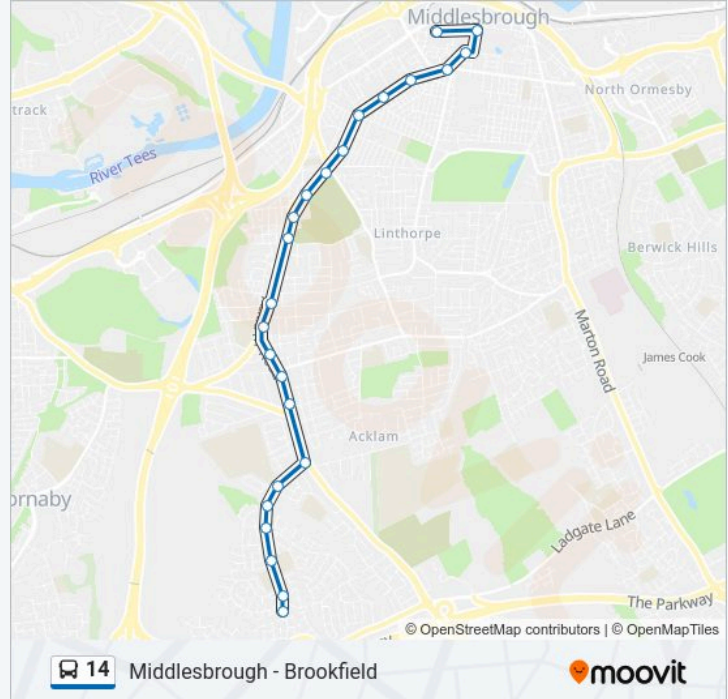 Middlesbrough
North Ormesby
track
River Tees
Linthorpe
Berwick Hills
Marton Road
James Cook
Acklam
ornaby
Ladgate Lane
The Parkway
© OpenStreetMap contributors | © OpenMapTiles
14 Middlesbrough - Brookfield
moovit